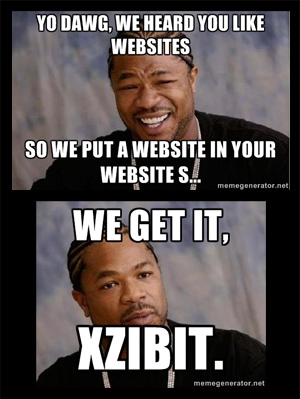 YO DAWG, WE HEARD YOU LIKE
WEBSITES
SO WE PUT A WEBSITE IN YOUR
WEBSITE S...
memegenerator.net
WE GET IT,
XZIBIT.
memegenerator.net